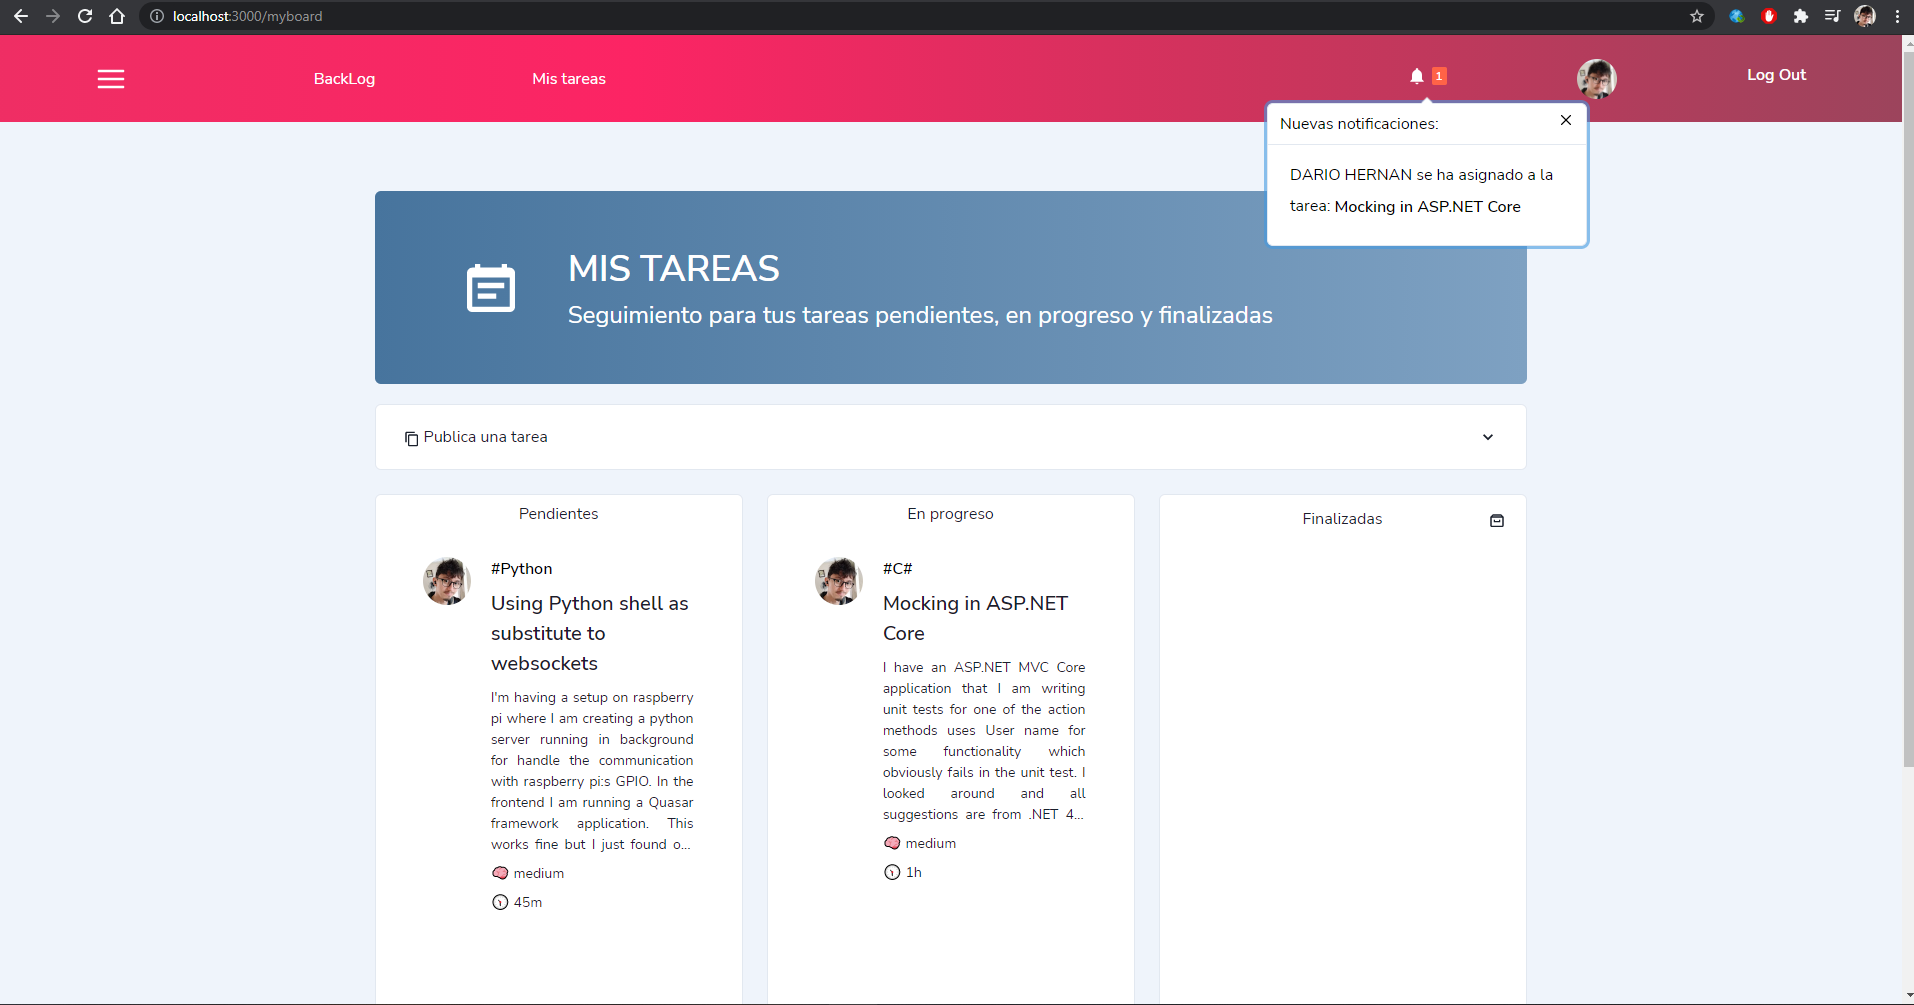 localhost:3000/myboard
BackLog
Mis tareas
1
Log Out
Nuevas notificaciones:
DARIO HERNAN se ha asignado a la
tarea: Mocking in ASP.NET Core
MIS TAREAS
Seguimiento para tus tareas pendientes, en progreso y finalizadas
Publica una tarea
Pendientes
#Python
Using Python shell as
substitute to
websockets
I'm having a setup on raspberry
pi where I am creating a python
server running in background
for handle the communication
with raspberry pi:s GPIO. In the
frontend I am running a Quasar
framework application. This
works fine but I just found o...
medium
45m
En progreso
#C#
Mocking in ASP.NET
Core
I have an ASP.NET MVC Core
application that I am writing
unit tests for one of the action
methods uses User name for
some functionality which
obviously fails in the unit test. I
looked around and all
suggestions are from .NET 4...
medium
1h
Finalizadas